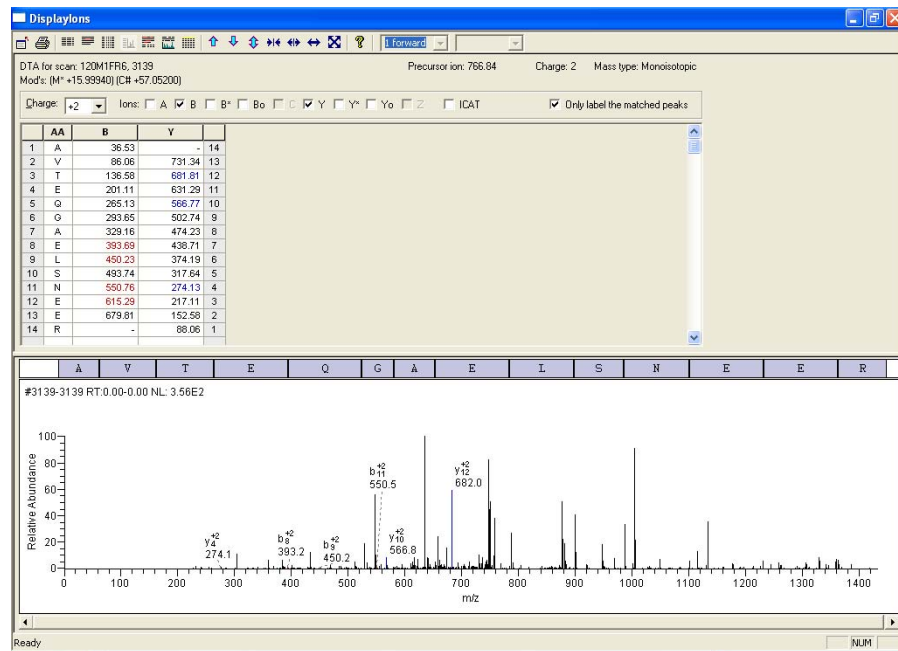 DisplayIons
1 forward
DTA for scan: 120M1FR6, 3139 Precursor ion: 766.84 Charge: 2 Mass type: Monoisotopic
Mod's: (M* +15.99940) (C# +57.05200)
Charge: +2 Ions: A B B* Bo C Y Y* Yo Z ICAT Only label the matched peaks
AA B Y
1 A 36.53 - 14
2 V 86.06 731.34 13
3 T 136.58 681.81 12
4 E 201.11 631.29 11
5 Q 265.13 566.77 10
6 G 293.65 502.74 9
7 A 329.16 474.23 8
8 E 393.69 438.71 7
9 L 450.23 374.19 6
10 S 493.74 317.64 5
11 N 550.76 274.13 4
12 E 615.29 217.11 3
13 E 679.81 152.58 2
14 R - 88.06 1
A V T E Q G A E L S N E E R
#3139-3139 RT:0.00-0.00 NL: 3.56E2
Relative Abundance
100
80
60
40
20
0
y4+2
274.1
b8+2
393.2
b9+2
450.2
b11+2
550.5
y10+2
566.8
y12+2
682.0
0 100 200 300 400 500 600 700 800 900 1000 1100 1200 1300 1400
m/z
Ready NUM